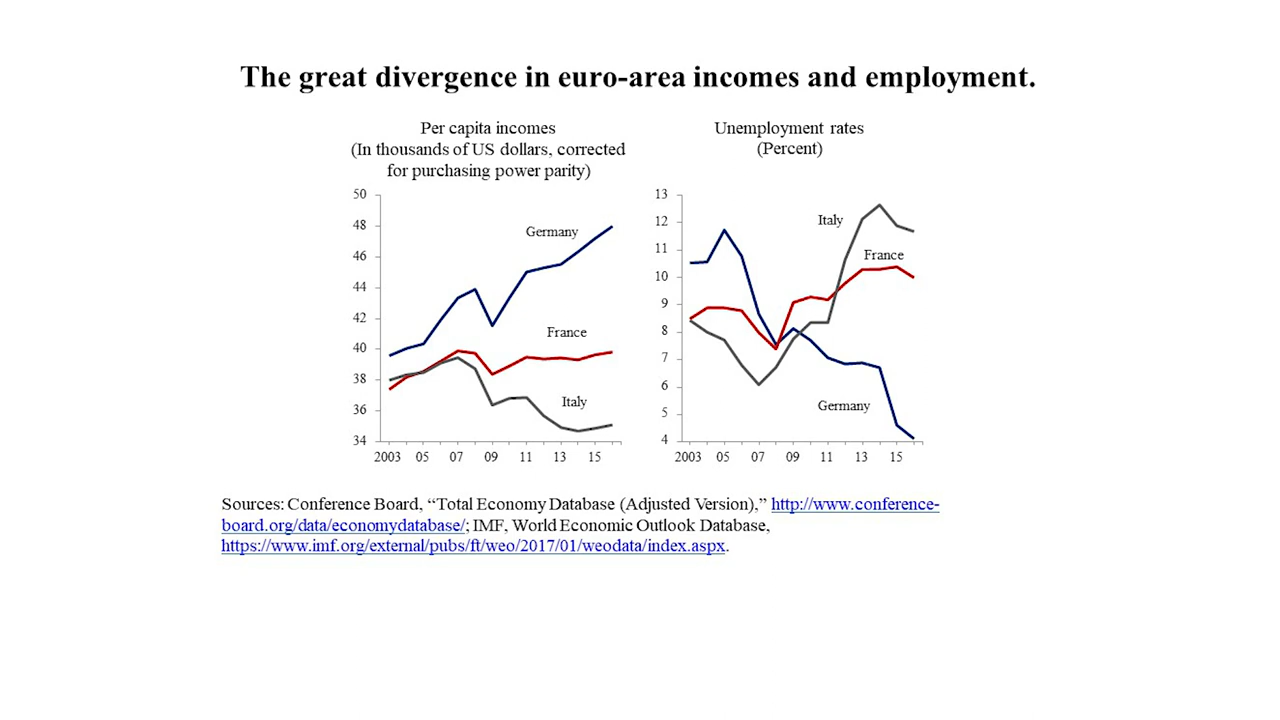 The great divergence in euro-area incomes and employment.
Per capita incomes
(In thousands of US dollars, corrected
for purchasing power parity)
50
48
46
44
42
40
38
36
34
Germany
France
Italy
2003 05 07 09 11 13 15
Unemployment rates
(Percent)
13
12
11
10
9
8
7
6
5
4
Italy
France
Germany
2003 05 07 09 11 13 15
Sources: Conference Board, “Total Economy Database (Adjusted Version),” http://www.conference-
board.org/data/economydatabase/; IMF, World Economic Outlook Database,
https://www.imf.org/external/pubs/ft/weo/2017/01/weodata/index.aspx.